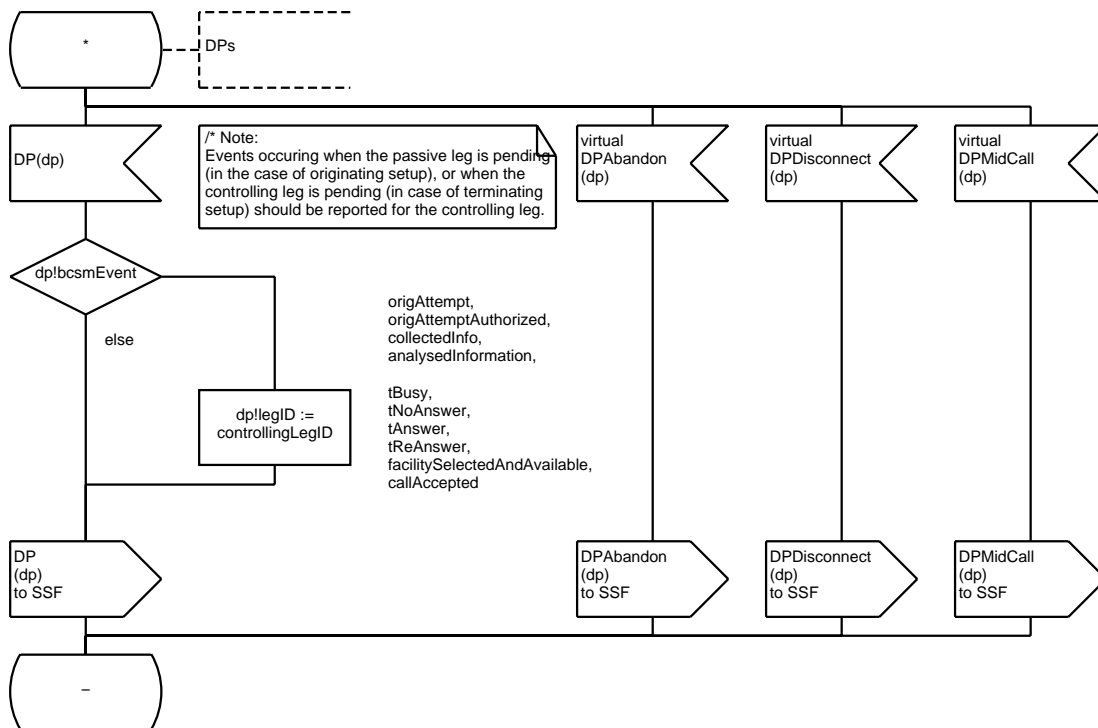 *
DPs
DP(dp)
/* Note:
Events occuring when the passive leg is pending
(in the case of originating setup), or when the
controlling leg is pending (in case of terminating
setup) should be reported for the controlling leg.
virtual
DPAbandon
(dp)
virtual
DPDisconnect
(dp)
virtual
DPMidCall
(dp)
dp!bcsmEvent
else
origAttempt,
origAttemptAuthorized,
collectedInfo,
analysedInformation,
tBusy,
tNoAnswer,
tAnswer,
tReAnswer,
facilitySelectedAndAvailable,
callAccepted
dp!legID :=
controllingLegID
DP
(dp)
to SSF
DPAbandon
(dp)
to SSF
DPDisconnect
(dp)
to SSF
DPMidCall
(dp)
to SSF
–